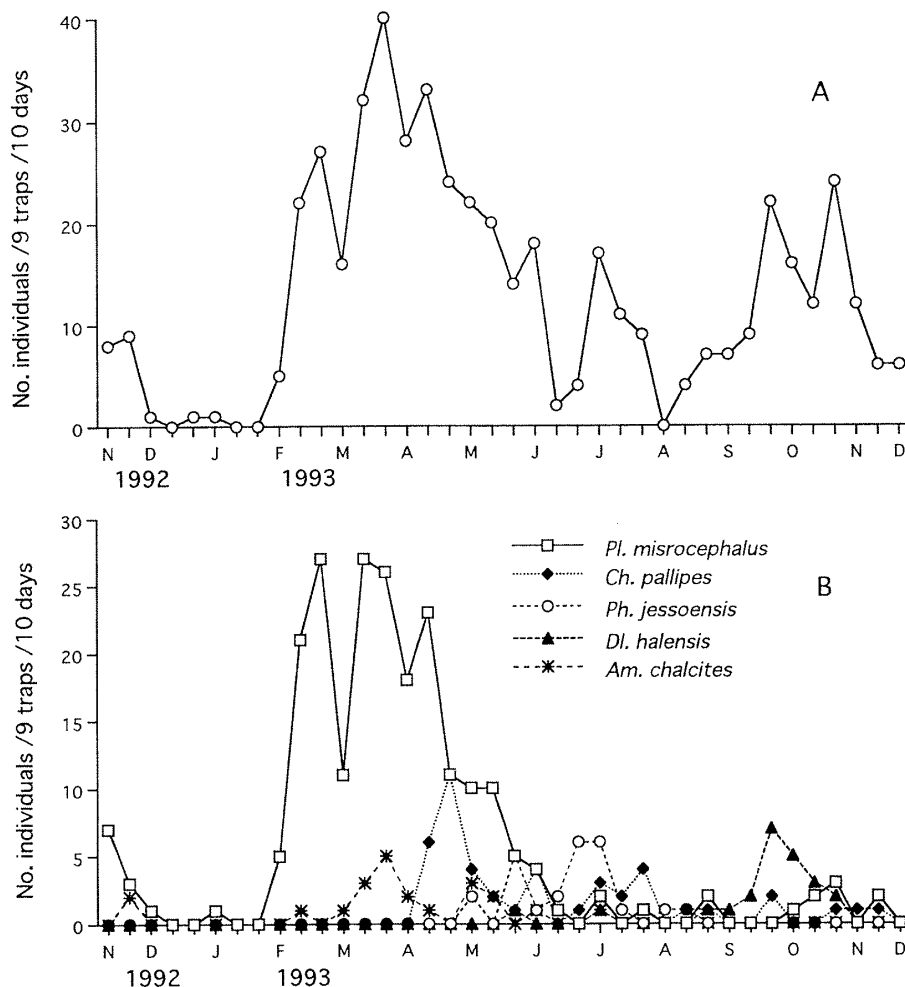 A
No. individuals /9 traps /10 days
40
30
20
10
0
N D J F M A M J J A S O N D
1992 1993
B
No. individuals /9 traps /10 days
30
25
20
15
10
5
0
Pl. misrocephalus
Ch. pallipes
Ph. jessoensis
Dl. halensis
Am. chalcites
N D J F M A M J J A S O N D
1992 1993